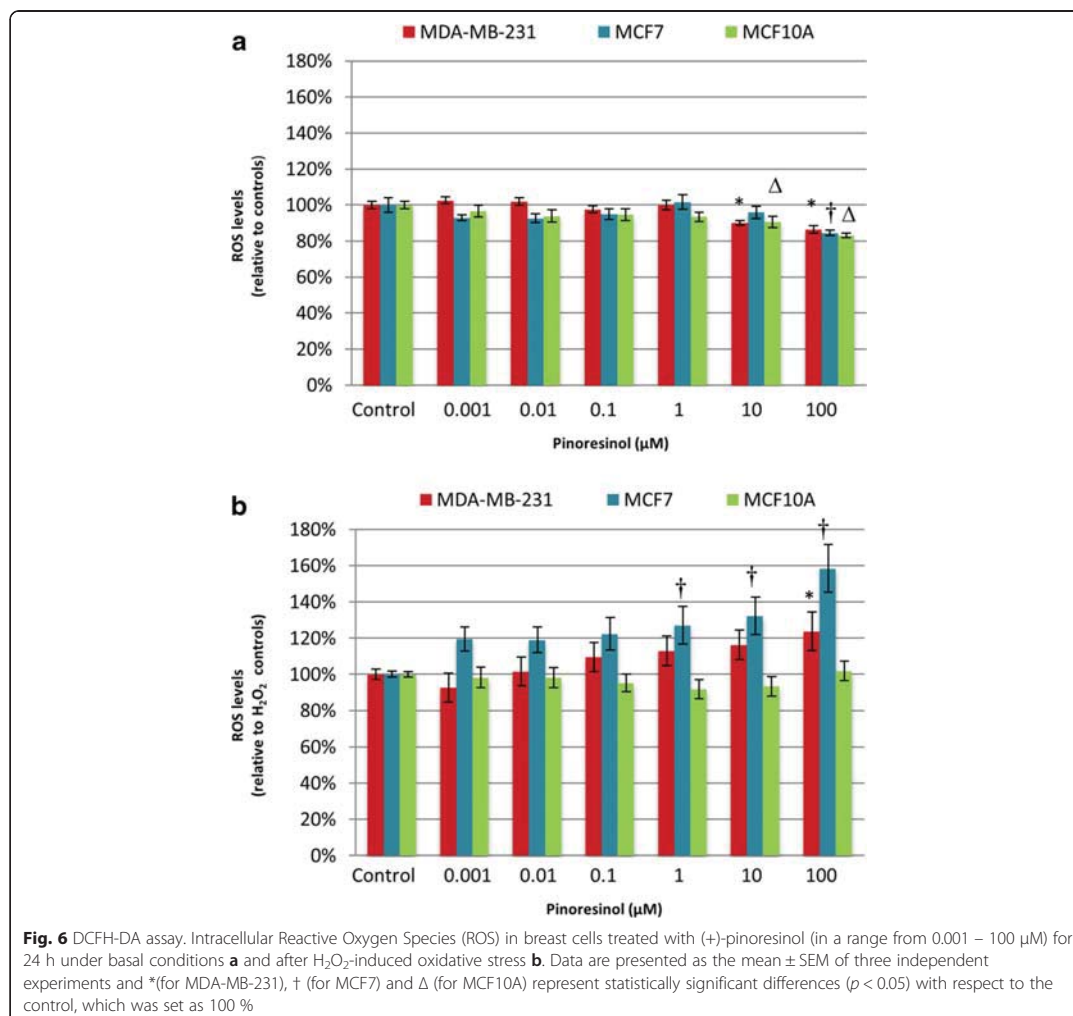 a
MDA-MB-231 MCF7 MCF10A
180%
160%
140%
120%
100%
80%
60%
40%
20%
0%
ROS levels
(relative to controls)
* Δ * † Δ
Control 0.001 0.01 0.1 1 10 100
Pinoresinol (µM)
b
MDA-MB-231 MCF7 MCF10A
180%
160%
140%
120%
100%
80%
60%
40%
20%
0%
ROS levels
(relative to H₂O₂ controls)
† † * †
Control 0.001 0.01 0.1 1 10 100
Pinoresinol (µM)
Fig. 6 DCFH-DA assay. Intracellular Reactive Oxygen Species (ROS) in breast cells treated with (+)-pinoresinol (in a range from 0.001 – 100 µM) for
24 h under basal conditions a and after H₂O₂-induced oxidative stress b. Data are presented as the mean ± SEM of three independent
experiments and *(for MDA-MB-231), † (for MCF7) and Δ (for MCF10A) represent statistically significant differences (p < 0.05) with respect to the
control, which was set as 100 %